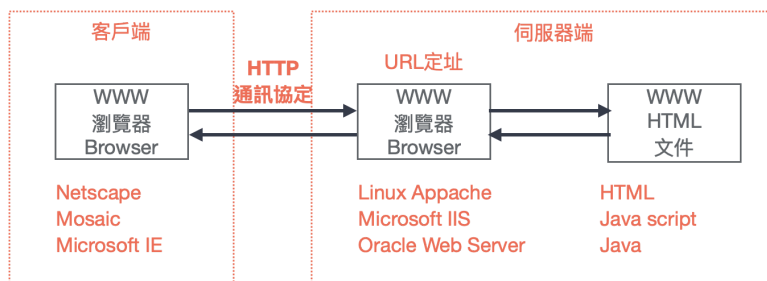 客戶端
伺服器端
HTTP
通訊協定
URL定址
WWW
瀏覽器
Browser
WWW
瀏覽器
Browser
WWW
HTML
文件
Netscape
Mosaic
Microsoft IE
Linux Appache
Microsoft IIS
Oracle Web Server
HTML
Java script
Java